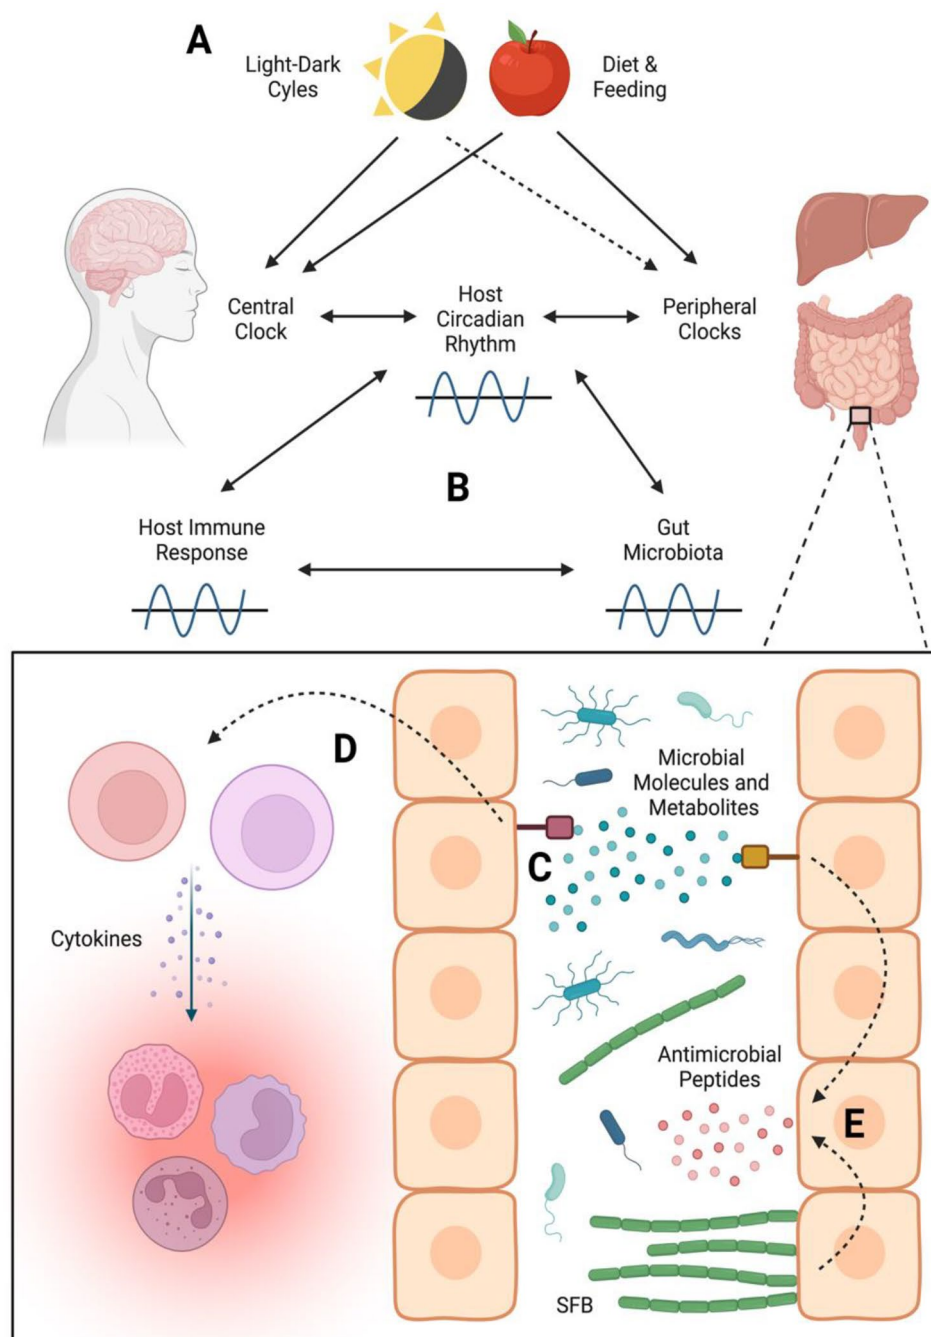 A
Light-Dark
Cyles
Diet &
Feeding
Central
Clock
Host
Circadian
Rhythm
Peripheral
Clocks
B
Host Immune
Response
Gut
Microbiota
D
Microbial
Molecules and
Metabolites
C
Cytokines
Antimicrobial
Peptides
E
SFB